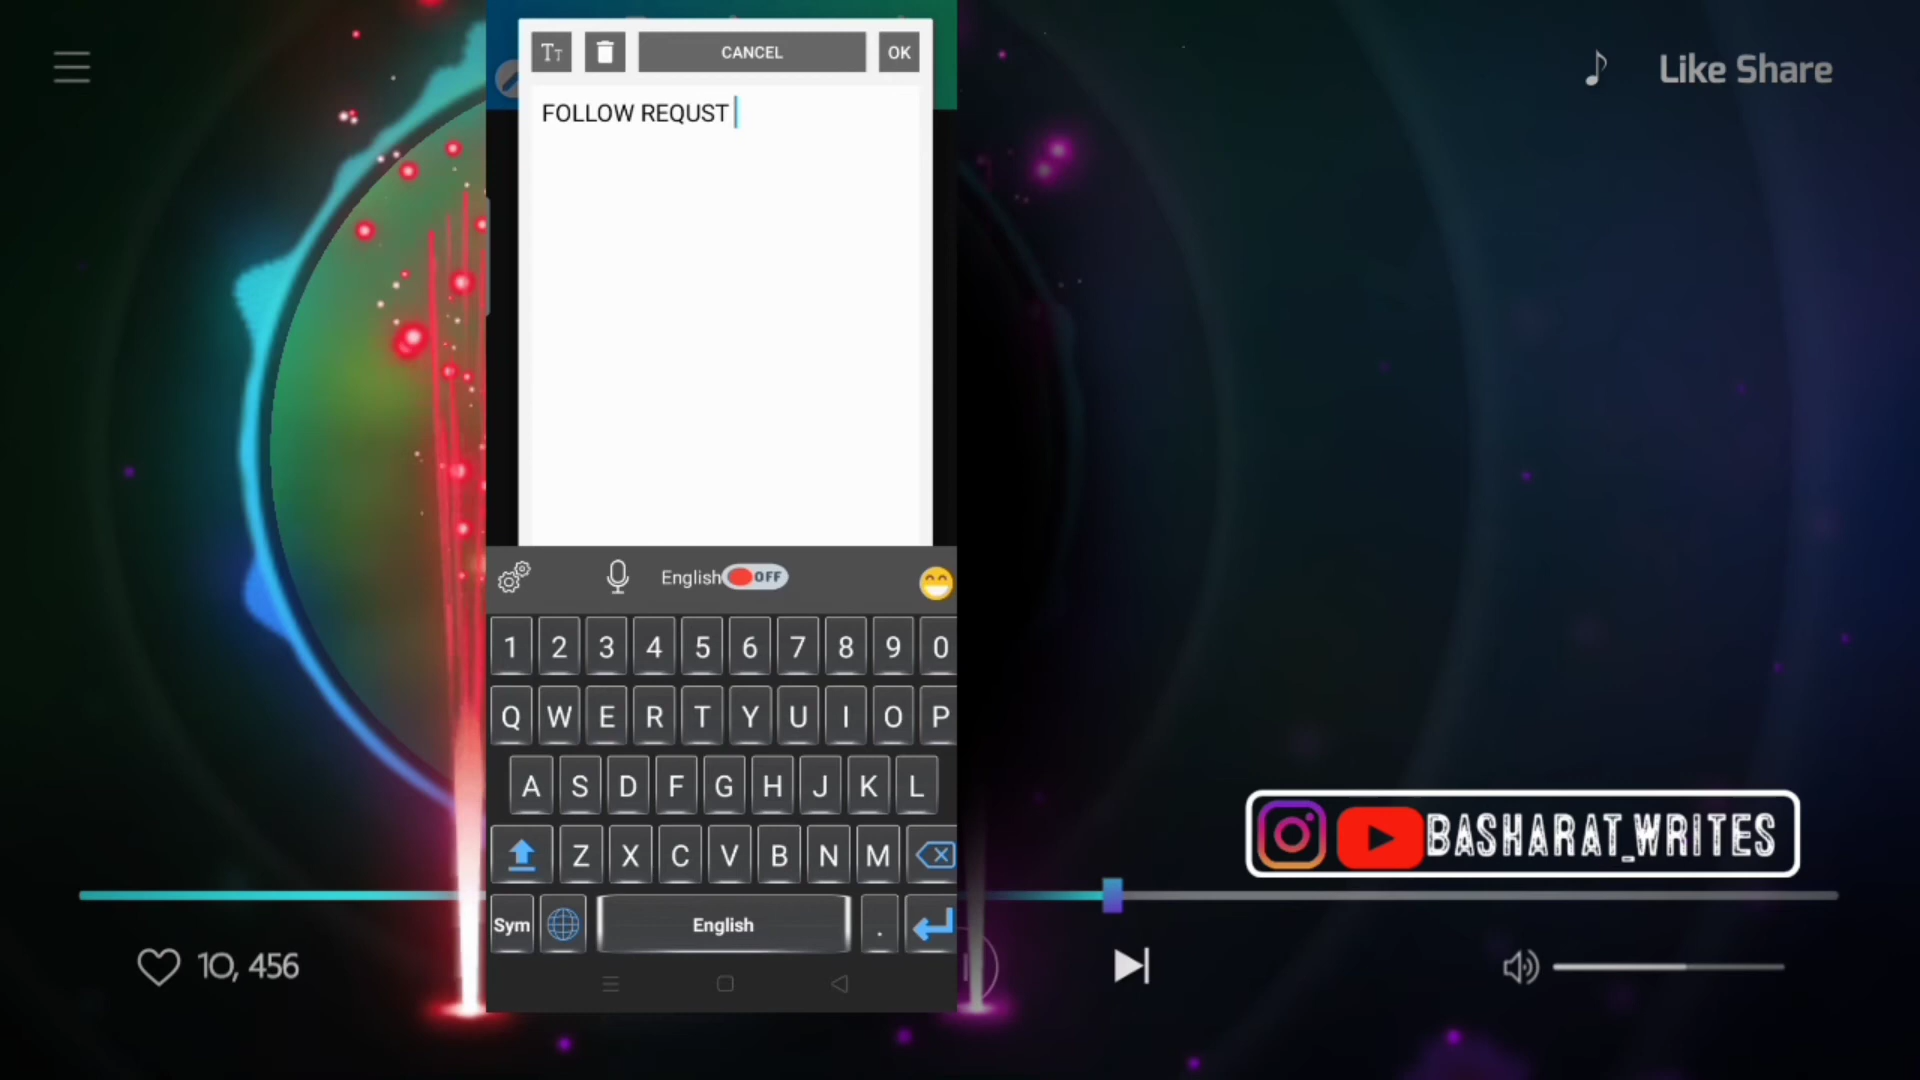 Like Share
CANCEL
OK
FOLLOW REQUST
English OFF
1 2 3 4 5 6 7 8 9 0
Q W E R T Y U I O P
A S D F G H J K L
Z X C V B N M
Sym English .
BASHARAT_WRITES
10, 456